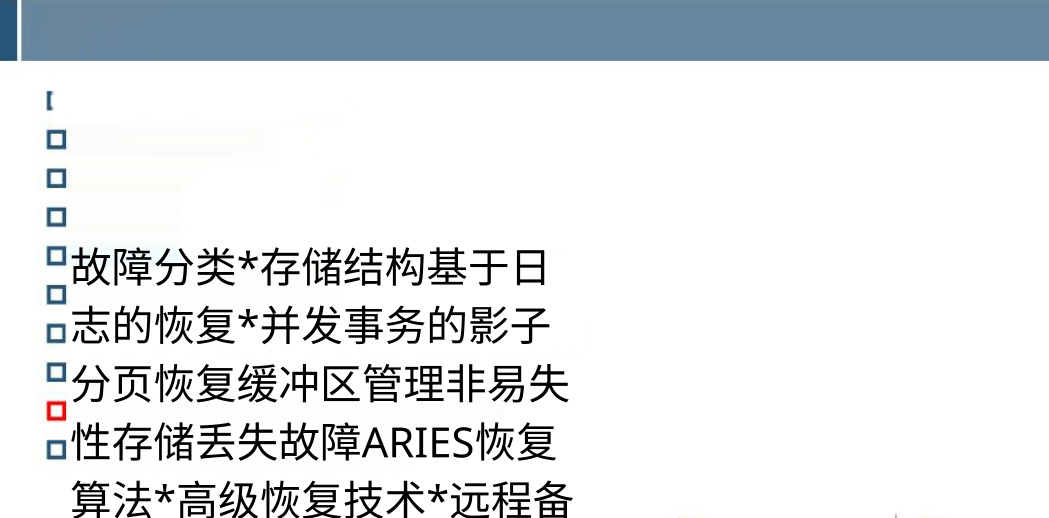 故障分类*存储结构基于日
志的恢复*并发事务的影子
分页恢复缓冲区管理非易失
性存储丢失故障ARIES恢复
算法*高级恢复技术*远程备